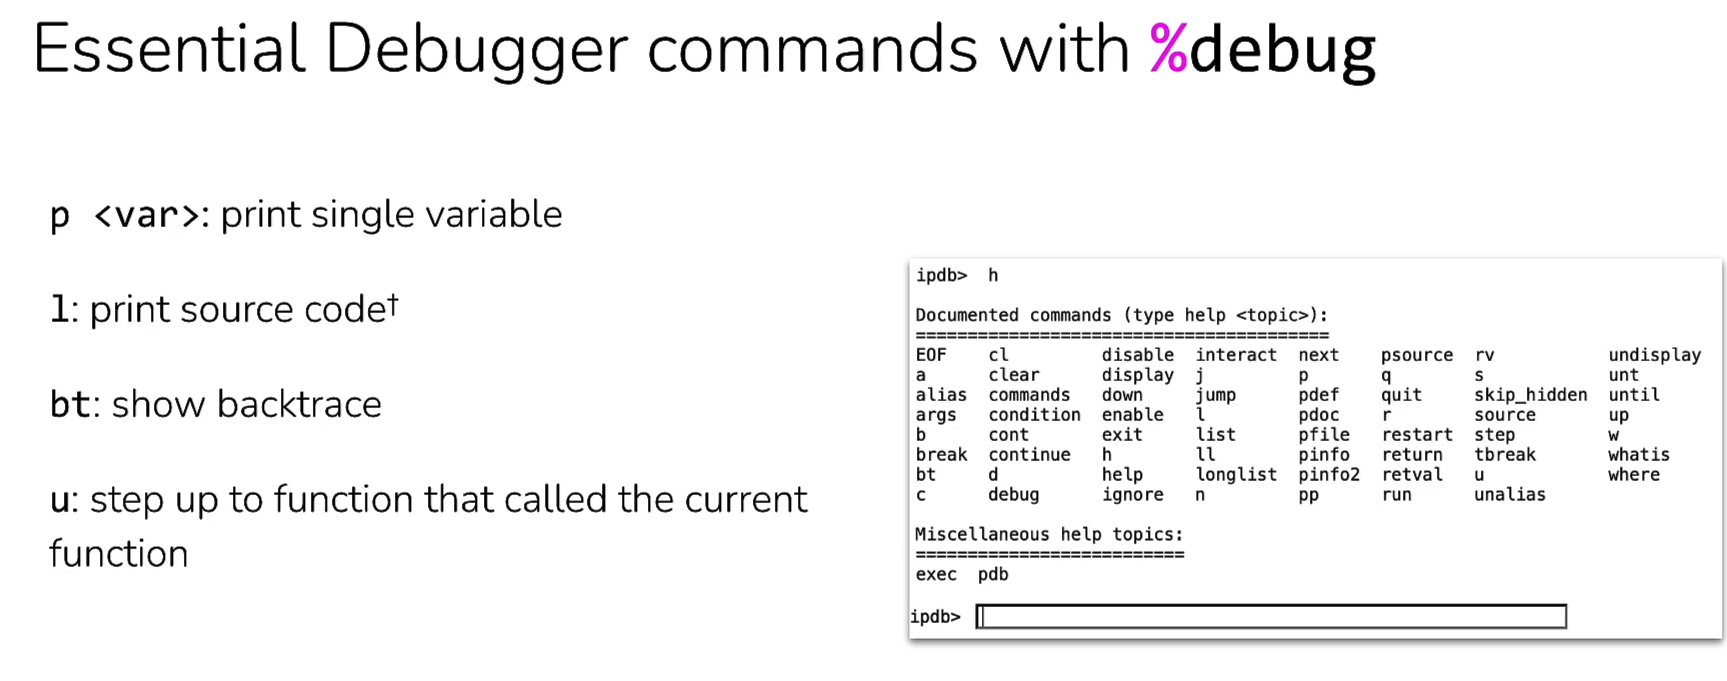 Essential Debugger commands with %debug
p <var>: print single variable
l: print source code†
bt: show backtrace
u: step up to function that called the current
function
ipdb> h
Documented commands (type help <topic>):
========================================
EOF cl disable interact next psource rv undisplay
a clear display j p q s unt
alias commands down jump pdef quit skip_hidden until
args condition enable l pdoc r source up
b cont exit list pfile restart step w
break continue h ll pinfo return tbreak whatis
bt d help longlist pinfo2 retval u where
c debug ignore n pp run unalias
Miscellaneous help topics:
==========================
exec pdb
ipdb>